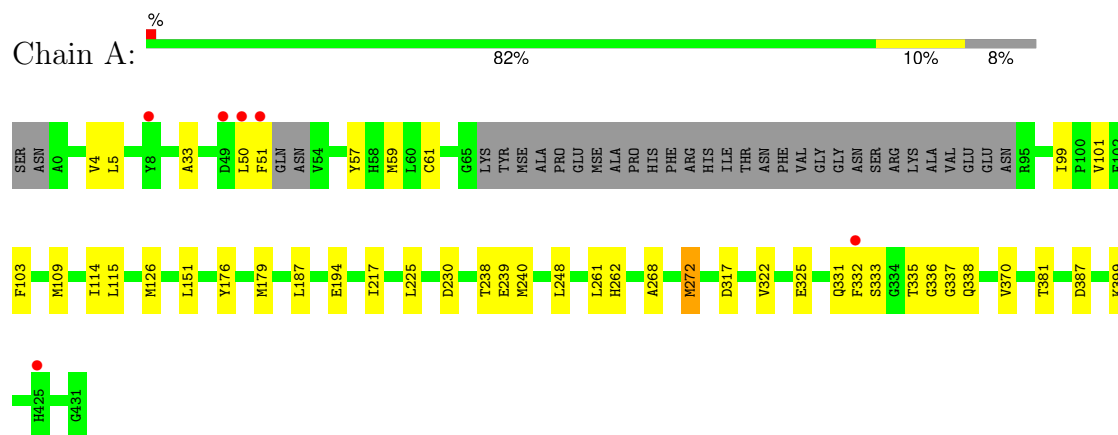 %
Chain A:
82% 10% 8%
SER ASN A0 V4 L5 Y8 A33 D49 L50 F51 GLN ASN V54 Y57 H58 M59 L60 C61 G65 LYS TYR MSE ALA PRO GLU MSE ALA PRO HIS PHE ARG HIS ILE THR ASN PHE VAL GLY GLY ASN SER ARG LYS ALA VAL GLU GLU ASN R95 I99 P100 V101
F103 M109 I114 L115 M126 L151 Y176 M179 L187 E194 I217 L225 D230 T238 E239 M240 L248 L261 H262 A268 M272 D317 V322 E325 Q331 F332 S333 G334 T335 G336 G337 Q338 V370 T381 D387
H425 G431